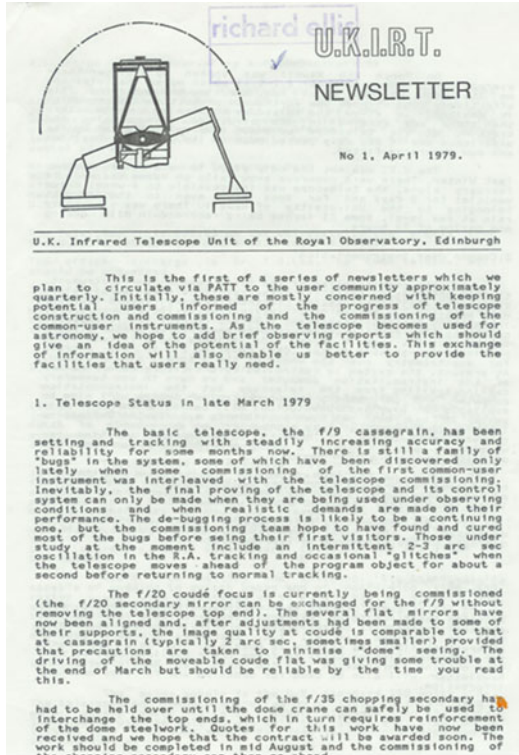 richard ellis
U.K.I.R.T.
NEWSLETTER
No 1, April 1979.
U.K. Infrared Telescope Unit of the Royal Observatory, Edinburgh
This is the first of a series of newsletters which we
plan to circulate via PATT to the user community approximately
quarterly. Initially, these are mostly concerned with keeping
potential users informed of the progress of telescope
construction and commissioning and the commissioning of the
common-user instruments. As the telescope becomes used for
astronomy, we hope to add brief observing reports which should
give an idea of the potential of the facilities. This exchange
of information will also enable us better to provide the
facilities that users really need.
1. Telescope Status in late March 1979
The basic telescope, the f/9 cassegrain, has been
setting and tracking with steadily increasing accuracy and
reliability for some months now. There is still a family of
"bugs" in the system, some of which have been discovered only
lately when some commissioning of the first common-user
instrument was interleaved with the telescope commissioning.
Inevitably, the final proving of the telescope and its control
system can only be made when they are being used under observing
conditions and when realistic demands are made on their
performance. The de-bugging process is likely to be a continuing
one, but the commissioning team hope to have found and cured
most of the bugs before seing their first visitors. Those under
study at the moment include an intermittent 2-3 arc sec
oscillation in the R.A. tracking and occasional "glitches" when
the telescope moves ahead of the program object for about a
second before returning to normal tracking.
The f/20 coudé focus is currently being commissioned
(the f/20 secondary mirror can be exchanged for the f/9 without
removing the telescope top end). The several flat mirrors have
now been aligned and, after adjustments had been made to some of
their supports, the image quality at coude is comparable to that
at cassegrain (typically 2 arc sec, sometimes smaller) provided
that precautions are taken to minimise "dome" seeing. The
driving of the moveable coude flat was giving some trouble at
the end of March but should be reliable by the time you read
this.
The commissioning of the f/35 chopping secondary has
had to be held over until the dome crane can safely be used to
interchange the top ends, which in turn requires reinforcement
of the dome steelwork. Quotes for this work have now been
received and we hope that the contract will be awarded soon. The
work should be completed in mid August and the commissioning of